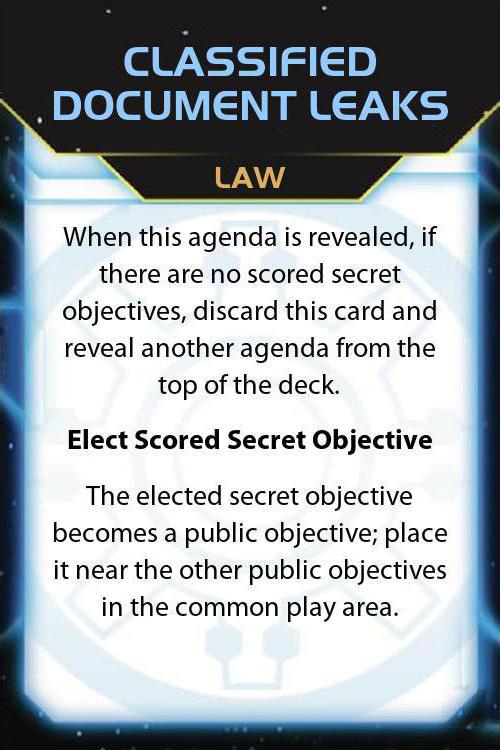 CLASSIFIED
DOCUMENT LEAKS
LAW
When this agenda is revealed, if
there are no scored secret
objectives, discard this card and
reveal another agenda from the
top of the deck.
Elect Scored Secret Objective
The elected secret objective
becomes a public objective; place
it near the other public objectives
in the common play area.